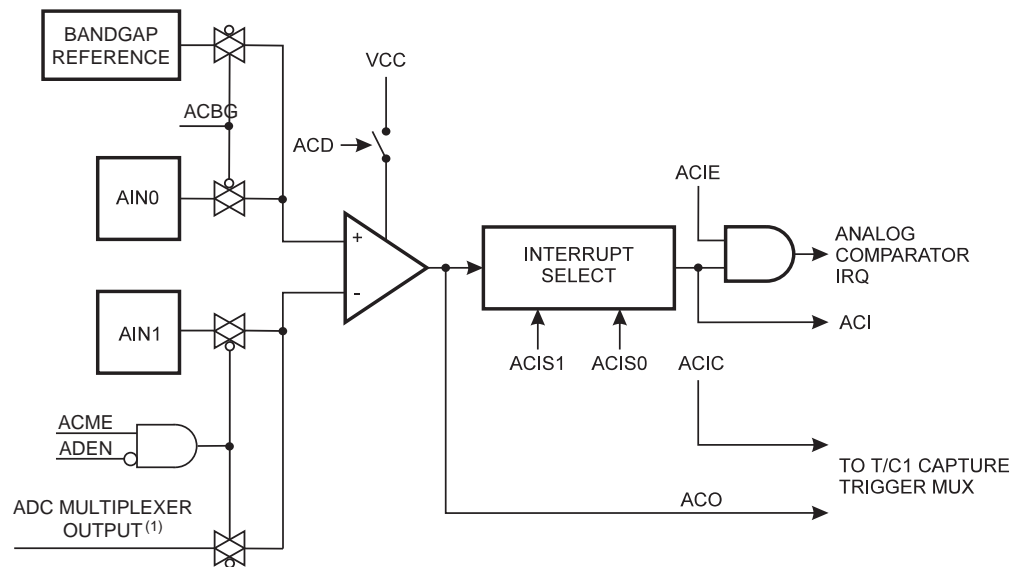 BANDGAP
REFERENCE
VCC
ACBG
ACD
AIN0
ACIE
+
INTERRUPT
SELECT
ANALOG
COMPARATOR
IRQ
-
AIN1
ACI
ACIS1
ACIS0
ACIC
ACME
ADEN
TO T/C1 CAPTURE
TRIGGER MUX
ADC MULTIPLEXER
OUTPUT (1)
ACO